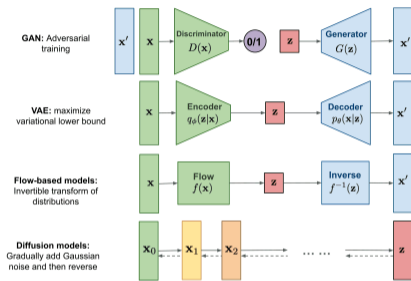 GAN: Adversarial
training
x′
x
Discriminator
D(x)
0/1
z
Generator
G(z)
x′
VAE: maximize
variational lower bound
x
Encoder
qϕ(z|x)
z
Decoder
pθ(x|z)
x′
Flow-based models:
Invertible transform of
distributions
x
Flow
f(x)
z
Inverse
f⁻¹(z)
x′
Diffusion models:
Gradually add Gaussian
noise and then reverse
x₀
x₁
x₂
... ...
z